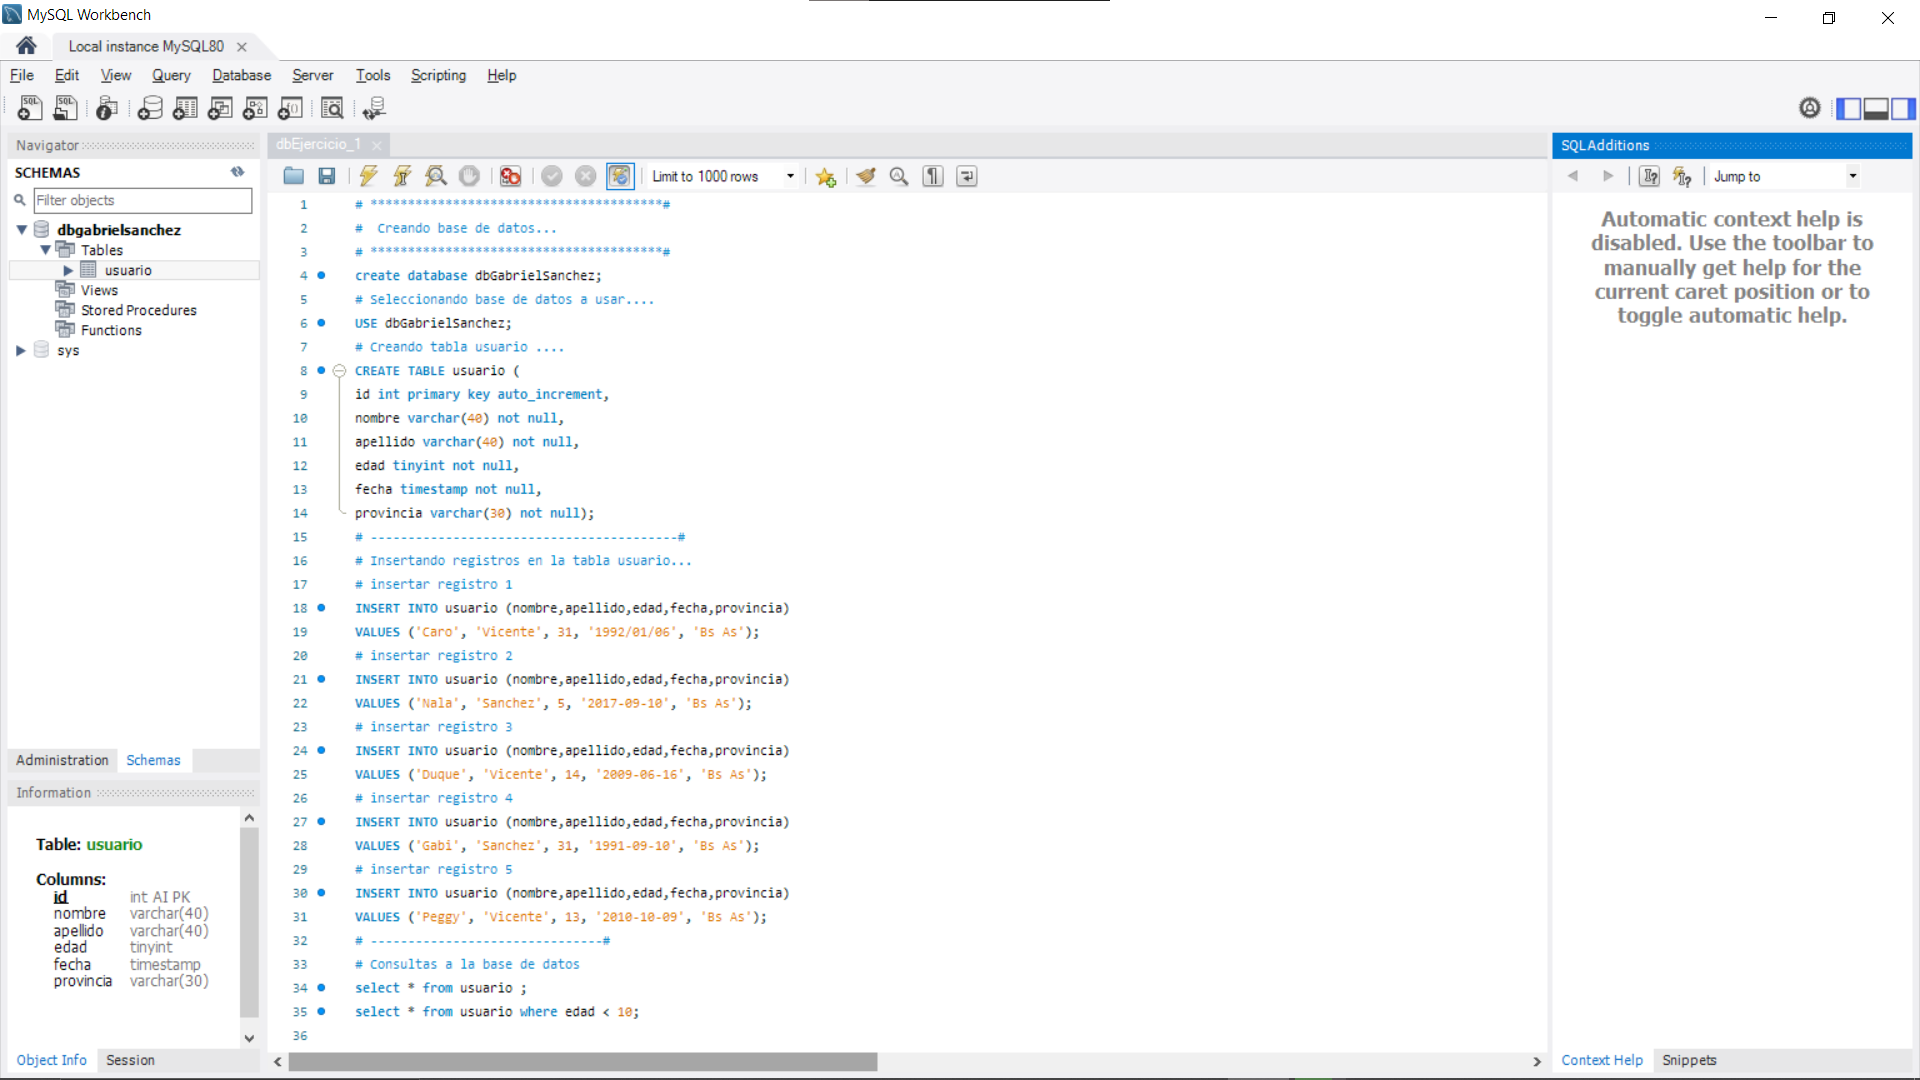 MySQL Workbench
Local instance MySQL80
File Edit View Query Database Server Tools Scripting Help
Navigator
SCHEMAS
Filter objects
dbgabrielsanchez
Tables
usuario
Views
Stored Procedures
Functions
sys
Administration Schemas
Information
Table: usuario
Columns:
id int AI PK
nombre varchar(40)
apellido varchar(40)
edad tinyint
fecha timestamp
provincia varchar(30)
Object Info Session
dbEjercicio_1
Limit to 1000 rows
1 # ***************************************#
2 #  Creando base de datos...
3 # ***************************************#
4 create database dbGabrielSanchez;
5 # Seleccionando base de datos a usar....
6 USE dbGabrielSanchez;
7 # Creando tabla usuario ....
8 CREATE TABLE usuario (
9 id int primary key auto_increment,
10 nombre varchar(40) not null,
11 apellido varchar(40) not null,
12 edad tinyint not null,
13 fecha timestamp not null,
14 provincia varchar(30) not null);
15 # -----------------------------------------#
16 # Insertando registros en la tabla usuario...
17 # insertar registro 1
18 INSERT INTO usuario (nombre,apellido,edad,fecha,provincia)
19 VALUES ('Caro', 'Vicente', 31, '1992/01/06', 'Bs As');
20 # insertar registro 2
21 INSERT INTO usuario (nombre,apellido,edad,fecha,provincia)
22 VALUES ('Nala', 'Sanchez', 5, '2017-09-10', 'Bs As');
23 # insertar registro 3
24 INSERT INTO usuario (nombre,apellido,edad,fecha,provincia)
25 VALUES ('Duque', 'Vicente', 14, '2009-06-16', 'Bs As');
26 # insertar registro 4
27 INSERT INTO usuario (nombre,apellido,edad,fecha,provincia)
28 VALUES ('Gabi', 'Sanchez', 31, '1991-09-10', 'Bs As');
29 # insertar registro 5
30 INSERT INTO usuario (nombre,apellido,edad,fecha,provincia)
31 VALUES ('Peggy', 'Vicente', 13, '2010-10-09', 'Bs As');
32 # -------------------------------#
33 # Consultas a la base de datos
34 select * from usuario ;
35 select * from usuario where edad < 10;
36
SQLAdditions
Jump to
Automatic context help is
disabled. Use the toolbar to
manually get help for the
current caret position or to
toggle automatic help.
Context Help Snippets